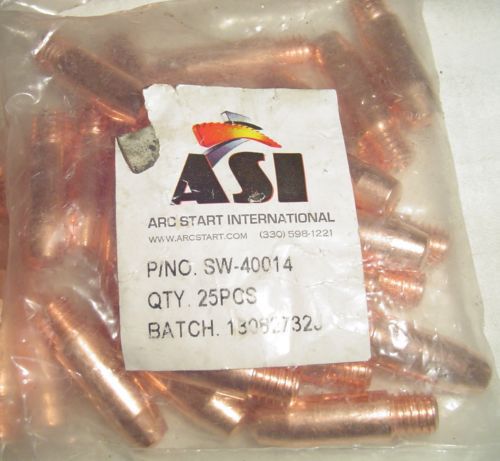 ASI
ARC START INTERNATIONAL
WWW.ARCSTART.COM (330) 598-1221
P/NO. SW-40014
QTY. 25PCS
BATCH.